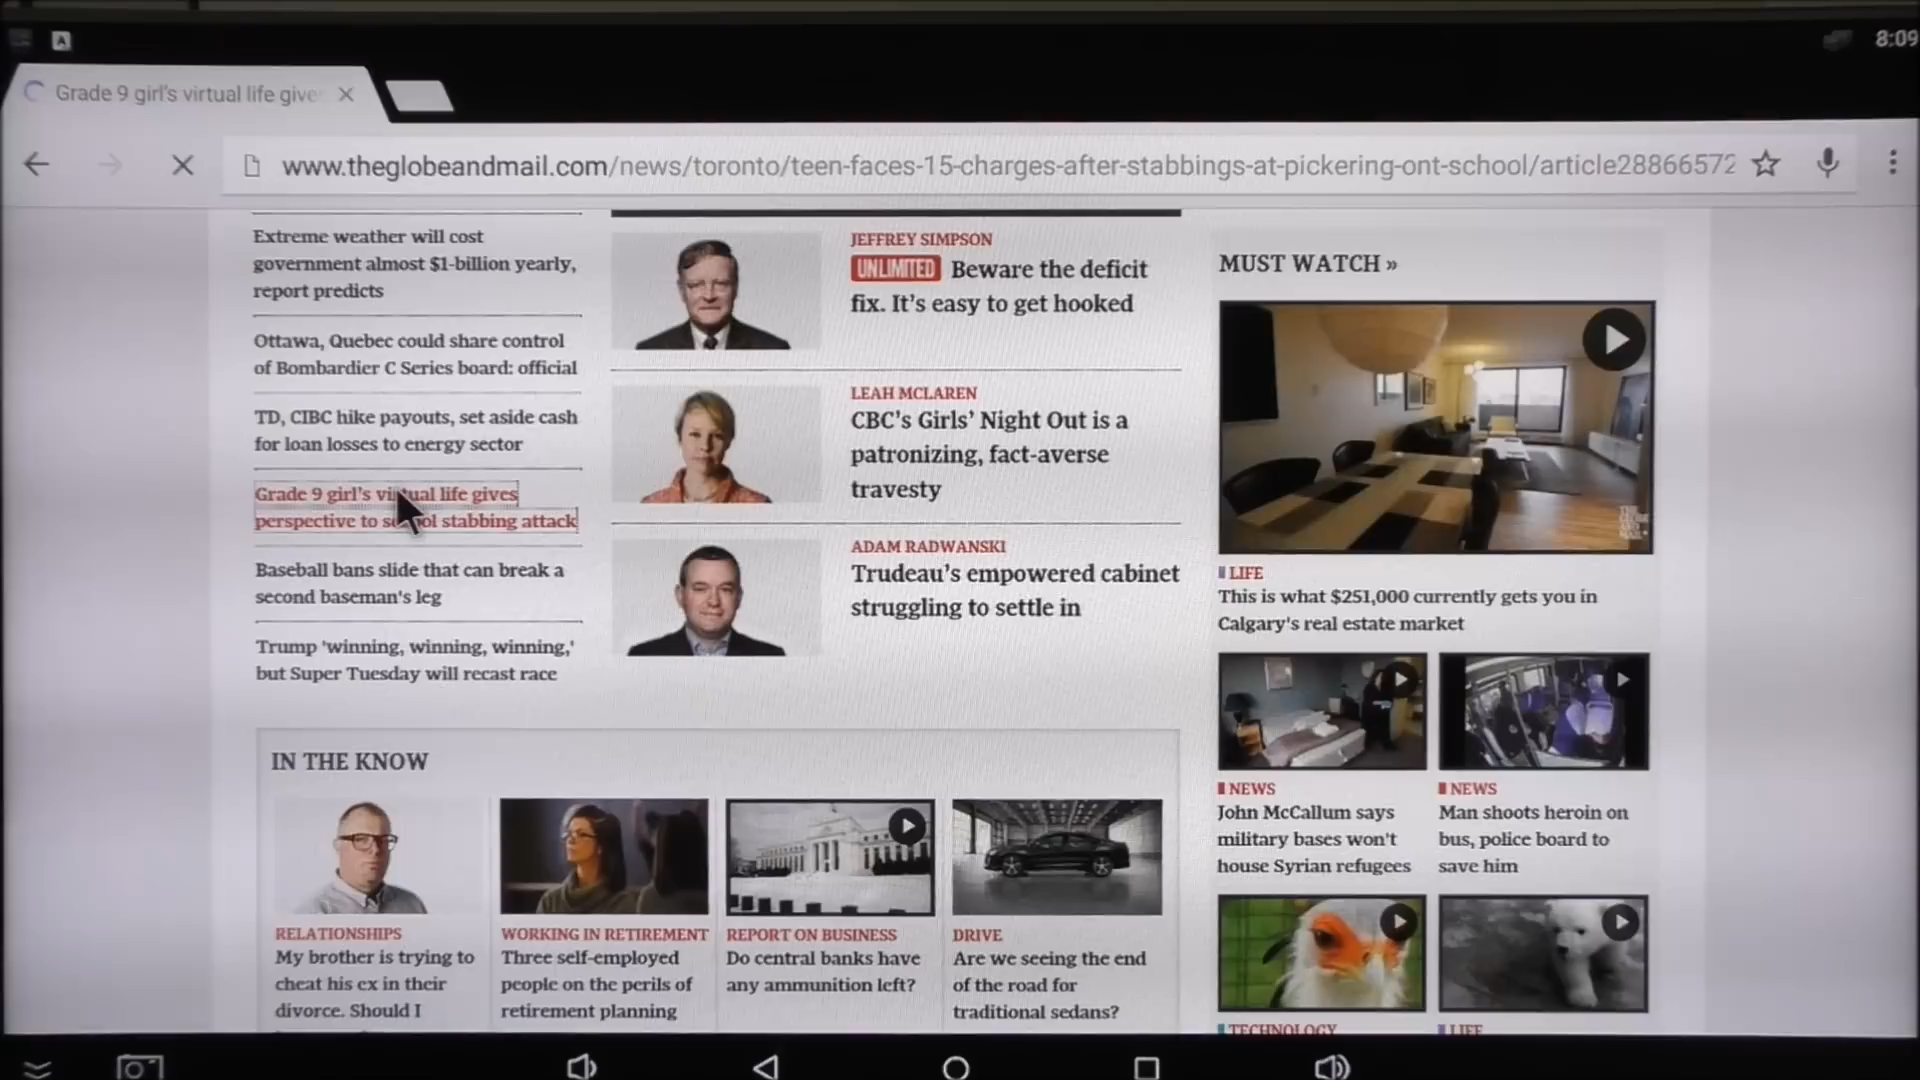 A
8:09
Grade 9 girl's virtual life give
www.theglobeandmail.com/news/toronto/teen-faces-15-charges-after-stabbings-at-pickering-ont-school/article28866572
Extreme weather will cost
government almost $1-billion yearly,
report predicts
Ottawa, Quebec could share control
of Bombardier C Series board: official
TD, CIBC hike payouts, set aside cash
for loan losses to energy sector
Grade 9 girl's virtual life gives
perspective to school stabbing attack
Baseball bans slide that can break a
second baseman's leg
Trump 'winning, winning, winning,'
but Super Tuesday will recast race
JEFFREY SIMPSON
UNLIMITED Beware the deficit
fix. It's easy to get hooked
LEAH MCLAREN
CBC's Girls' Night Out is a
patronizing, fact-averse
travesty
ADAM RADWANSKI
Trudeau's empowered cabinet
struggling to settle in
MUST WATCH »
LIFE
This is what $251,000 currently gets you in
Calgary's real estate market
NEWS
John McCallum says
military bases won't
house Syrian refugees
NEWS
Man shoots heroin on
bus, police board to
save him
TECHNOLOGY
LIFE
IN THE KNOW
RELATIONSHIPS
My brother is trying to
cheat his ex in their
divorce. Should I
WORKING IN RETIREMENT
Three self-employed
people on the perils of
retirement planning
REPORT ON BUSINESS
Do central banks have
any ammunition left?
DRIVE
Are we seeing the end
of the road for
traditional sedans?